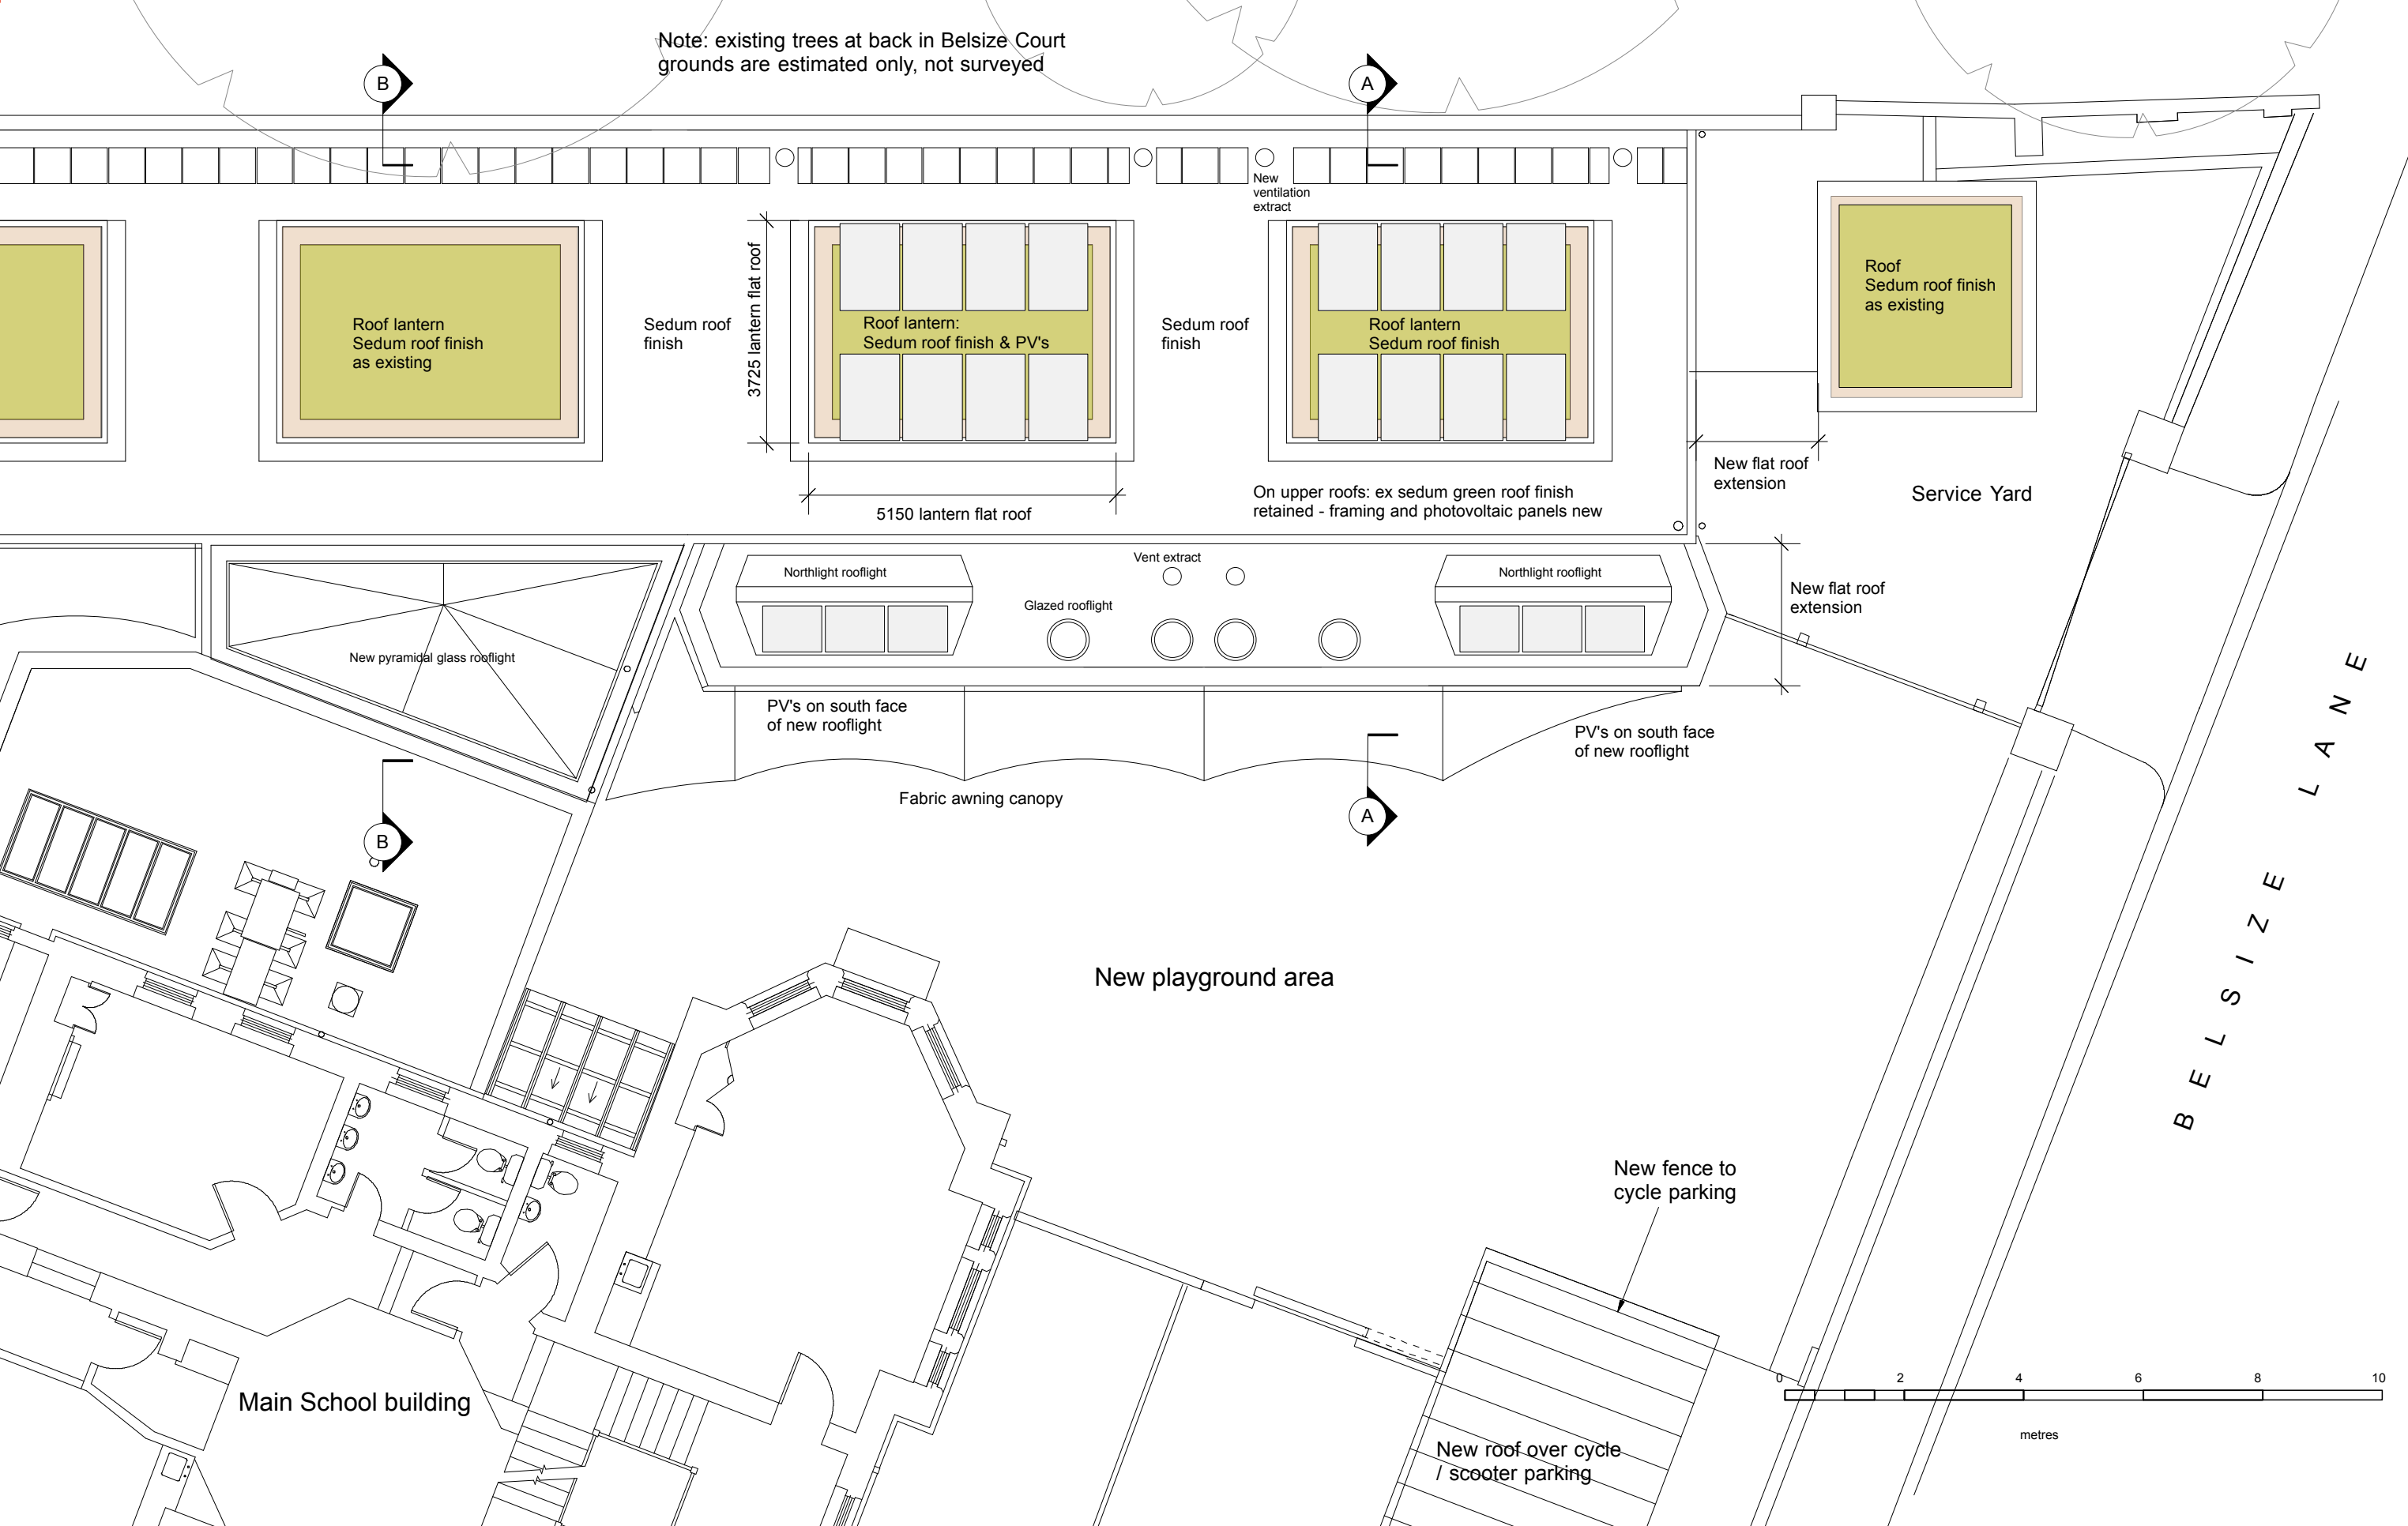 Note: existing trees at back in Belsize Court
grounds are estimated only, not surveyed
B
A
New
ventilation
extract
Roof lantern
Sedum roof finish
as existing
Sedum roof
finish
3725 lantern flat roof
Roof lantern:
Sedum roof finish & PV's
Sedum roof
finish
Roof lantern
Sedum roof finish
Roof
Sedum roof finish
as existing
5150 lantern flat roof
On upper roofs: ex sedum green roof finish
retained - framing and photovoltaic panels new
New flat roof
extension
Service Yard
Northlight rooflight
Vent extract
Northlight rooflight
Glazed rooflight
New flat roof
extension
New pyramidal glass rooflight
PV's on south face
of new rooflight
PV's on south face
of new rooflight
Fabric awning canopy
B
A
BELSIZE LANE
New playground area
New fence to
cycle parking
Main School building
New roof over cycle
/ scooter parking
0 2 4 6 8 10
metres